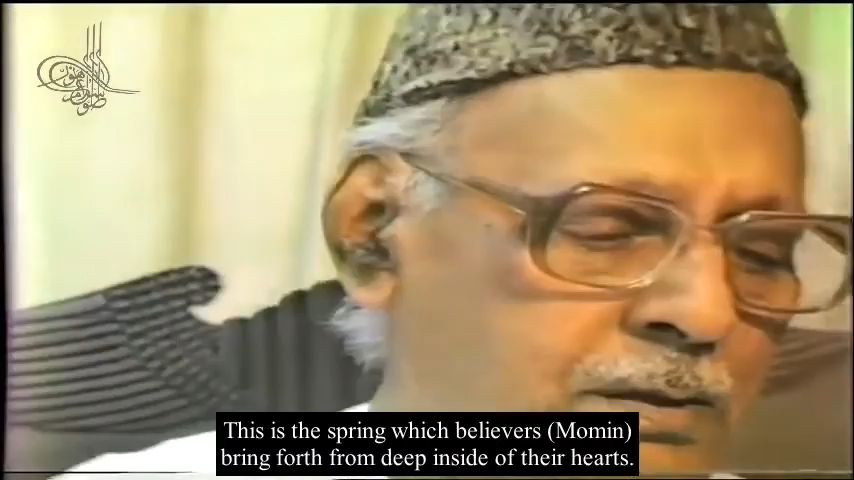 This is the spring which believers (Momin)
bring forth from deep inside of their hearts.